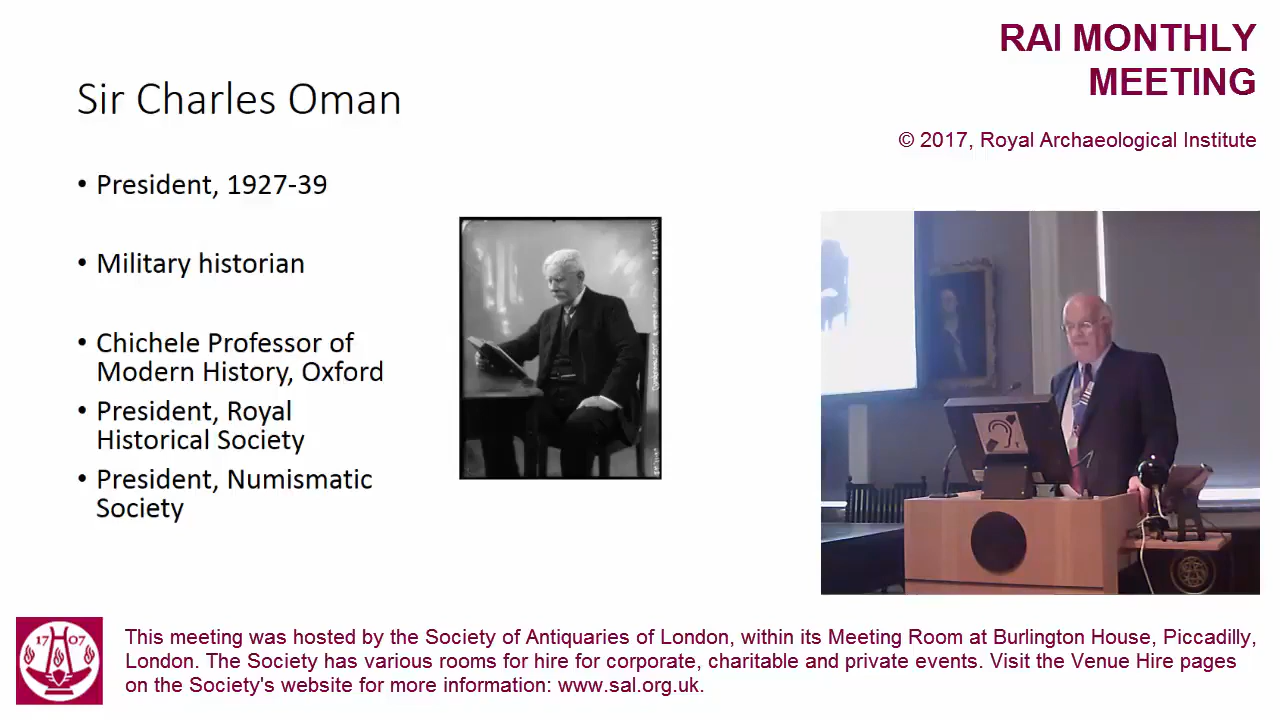 Sir Charles Oman
• President, 1927-39
• Military historian
• Chichele Professor of
Modern History, Oxford
• President, Royal
Historical Society
• President, Numismatic
Society
RAI MONTHLY
MEETING
© 2017, Royal Archaeological Institute
17 07
This meeting was hosted by the Society of Antiquaries of London, within its Meeting Room at Burlington House, Piccadilly,
London. The Society has various rooms for hire for corporate, charitable and private events. Visit the Venue Hire pages
on the Society's website for more information: www.sal.org.uk.